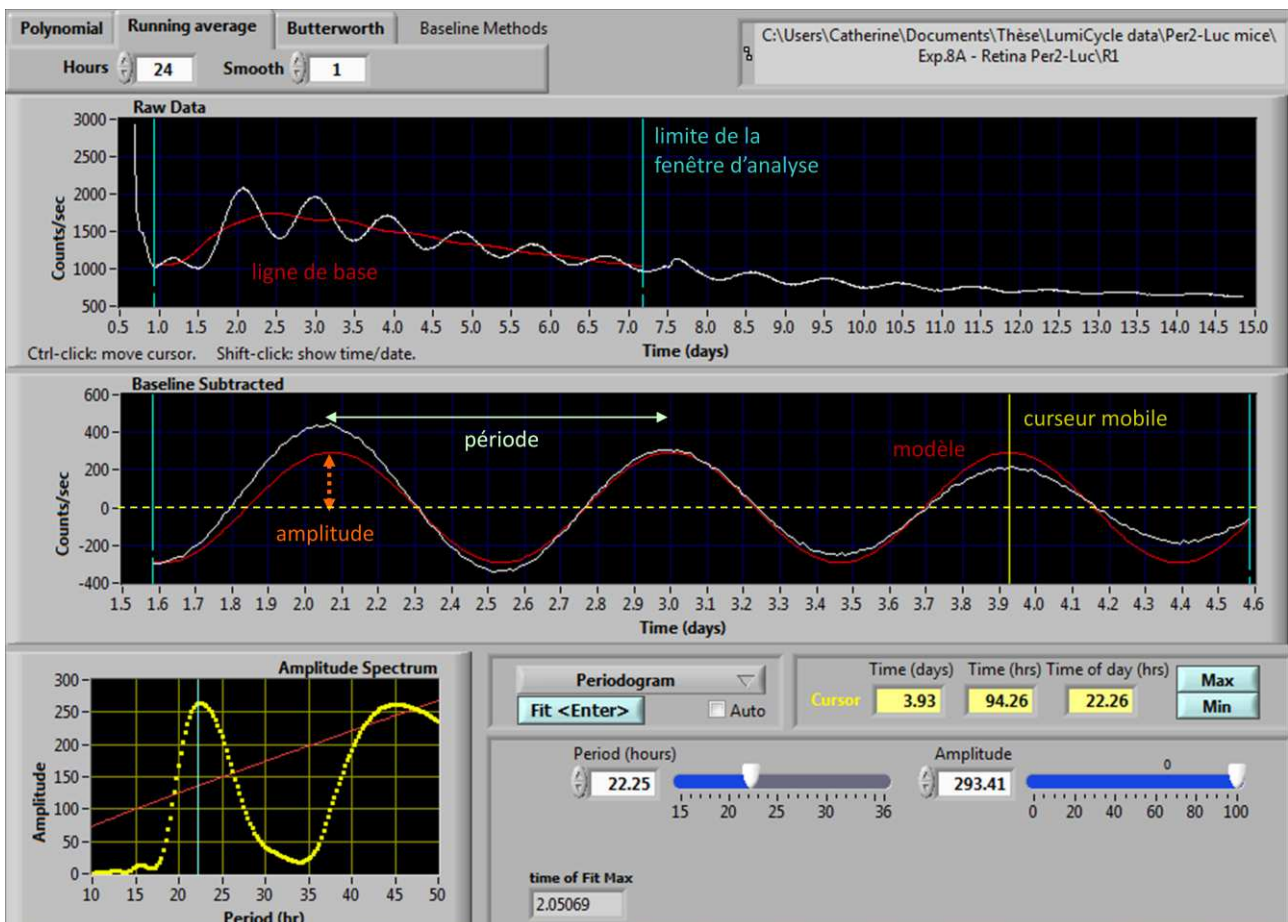 Polynomial Running average Butterworth Baseline Methods
Hours 24 Smooth 1
C:\Users\Catherine\Documents\Thèse\LumiCycle data\Per2-Luc mice\
Exp.8A - Retina Per2-Luc\R1
Raw Data
limite de la
fenêtre d'analyse
ligne de base
Counts/sec
3000
2500
2000
1500
1000
500
0.5 1.0 1.5 2.0 2.5 3.0 3.5 4.0 4.5 5.0 5.5 6.0 6.5 7.0 7.5 8.0 8.5 9.0 9.5 10.0 10.5 11.0 11.5 12.0 12.5 13.0 13.5 14.0 15.0
Ctrl-click: move cursor. Shift-click: show time/date.
Time (days)
Baseline Subtracted
période
curseur mobile
modèle
amplitude
Counts/sec
600
400
200
0
-200
-400
1.5 1.6 1.7 1.8 1.9 2.0 2.1 2.2 2.3 2.4 2.5 2.6 2.7 2.8 2.9 3.0 3.1 3.2 3.3 3.4 3.5 3.6 3.7 3.8 3.9 4.0 4.1 4.2 4.3 4.4 4.5 4.6
Time (days)
Amplitude Spectrum
Amplitude
300
250
200
150
100
50
0
10 15 20 25 30 35 40 45 50
Period (hr)
Periodogram
Fit <Enter> Auto
Time (days) Time (hrs) Time of day (hrs)
Cursor 3.93 94.26 22.26
Max
Min
Period (hours)
22.25
15 20 25 30 36
Amplitude
293.41
0
0 20 40 60 80 100
time of Fit Max
2.05069